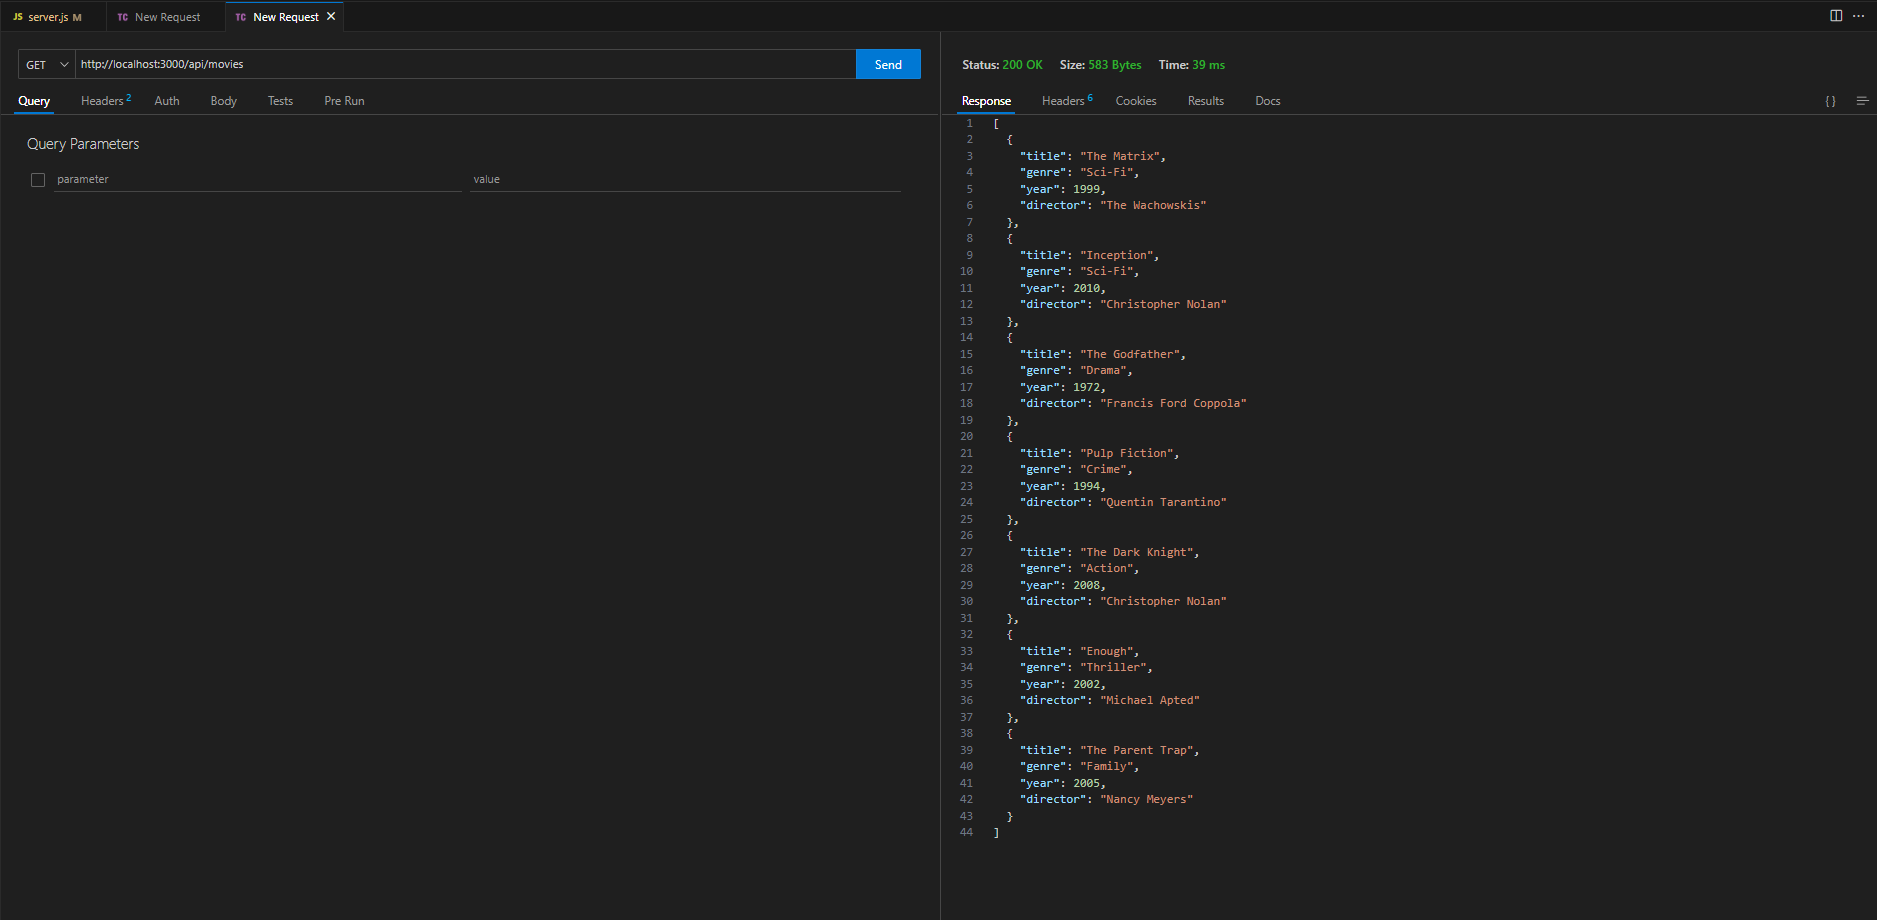 JS server.js M TC New Request TC New Request
GET http://localhost:3000/api/movies Send
Query Headers 2 Auth Body Tests Pre Run
Query Parameters
parameter value
Status: 200 OK Size: 583 Bytes Time: 39 ms
Response Headers 6 Cookies Results Docs {}
1 [
2 {
3 "title": "The Matrix",
4 "genre": "Sci-Fi",
5 "year": 1999,
6 "director": "The Wachowskis"
7 },
8 {
9 "title": "Inception",
10 "genre": "Sci-Fi",
11 "year": 2010,
12 "director": "Christopher Nolan"
13 },
14 {
15 "title": "The Godfather",
16 "genre": "Drama",
17 "year": 1972,
18 "director": "Francis Ford Coppola"
19 },
20 {
21 "title": "Pulp Fiction",
22 "genre": "Crime",
23 "year": 1994,
24 "director": "Quentin Tarantino"
25 },
26 {
27 "title": "The Dark Knight",
28 "genre": "Action",
29 "year": 2008,
30 "director": "Christopher Nolan"
31 },
32 {
33 "title": "Enough",
34 "genre": "Thriller",
35 "year": 2002,
36 "director": "Michael Apted"
37 },
38 {
39 "title": "The Parent Trap",
40 "genre": "Family",
41 "year": 2005,
42 "director": "Nancy Meyers"
43 }
44 ]